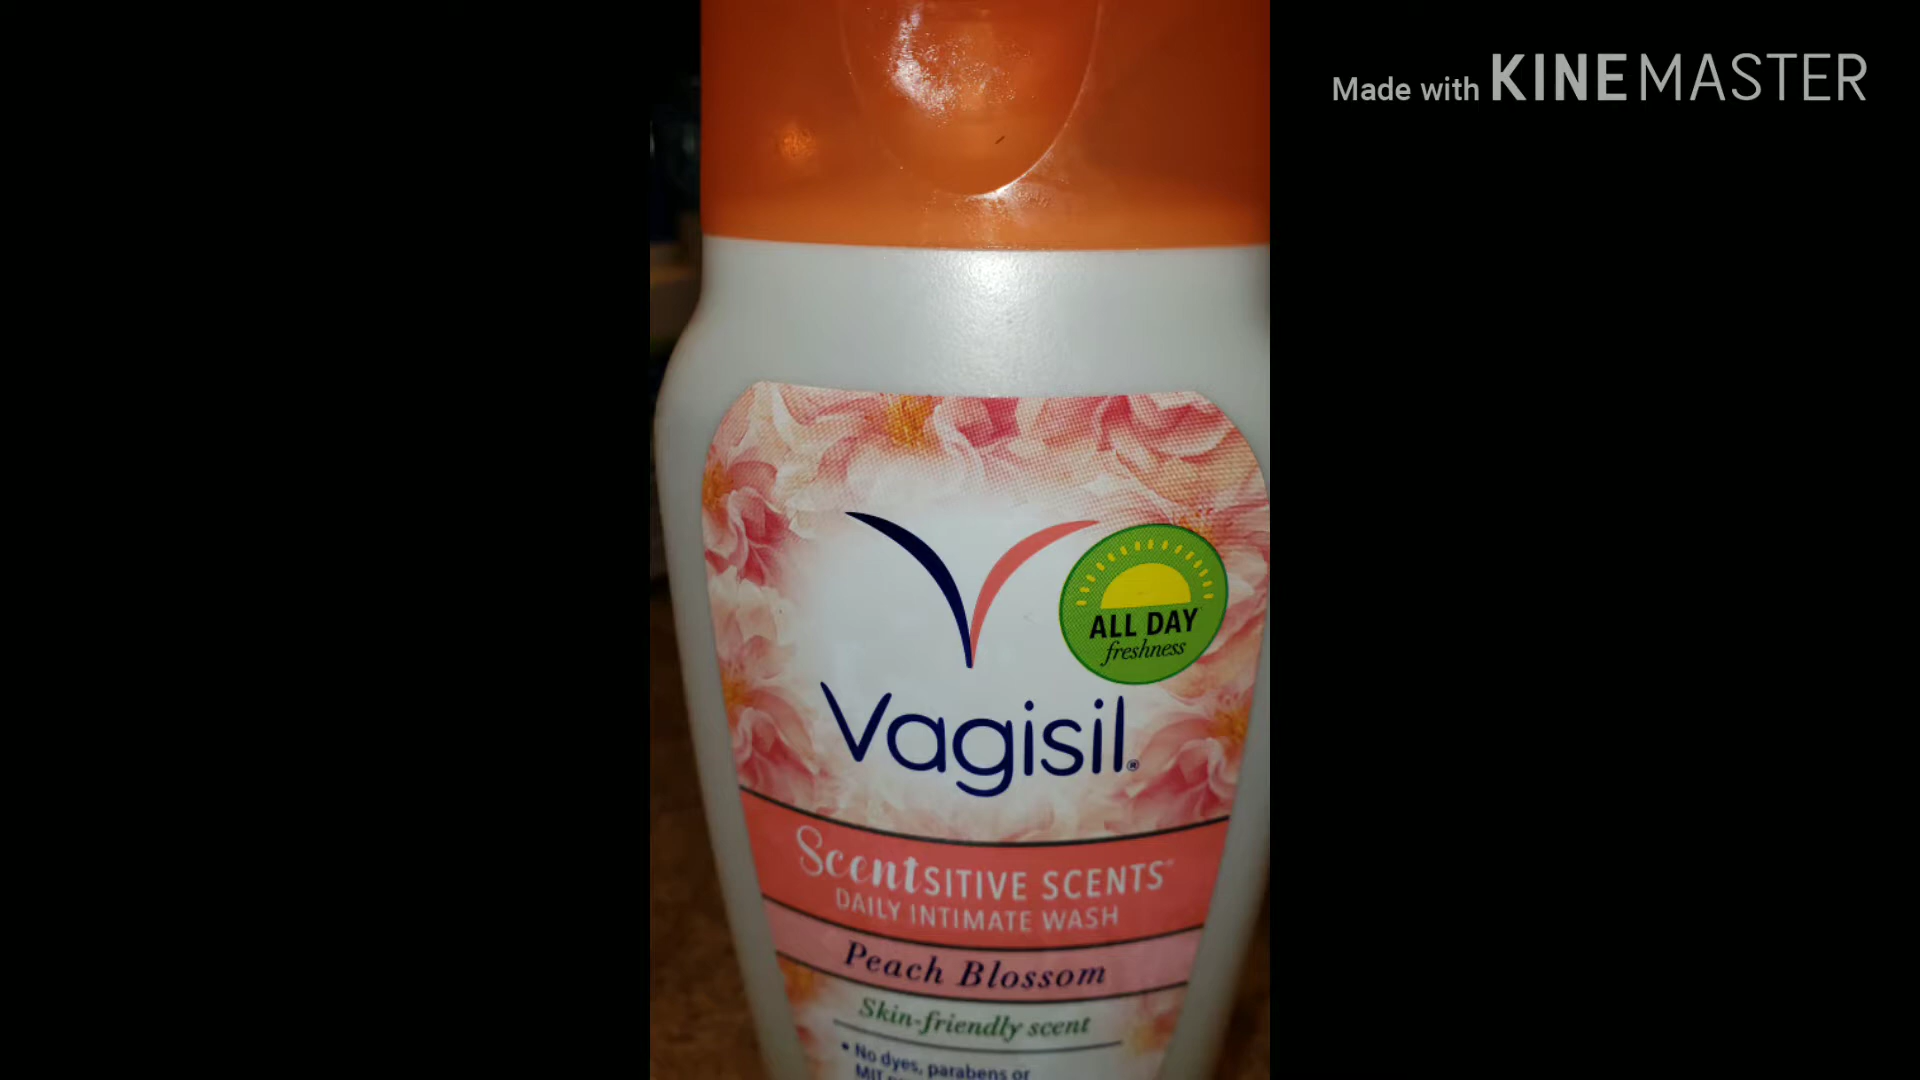 Made with KINEMASTER
ALL DAY
freshness
Vagisil®
Scentsitive Scents
DAILY INTIMATE WASH
Peach Blossom
Skin-friendly scent
• No dyes, parabens or
MIT